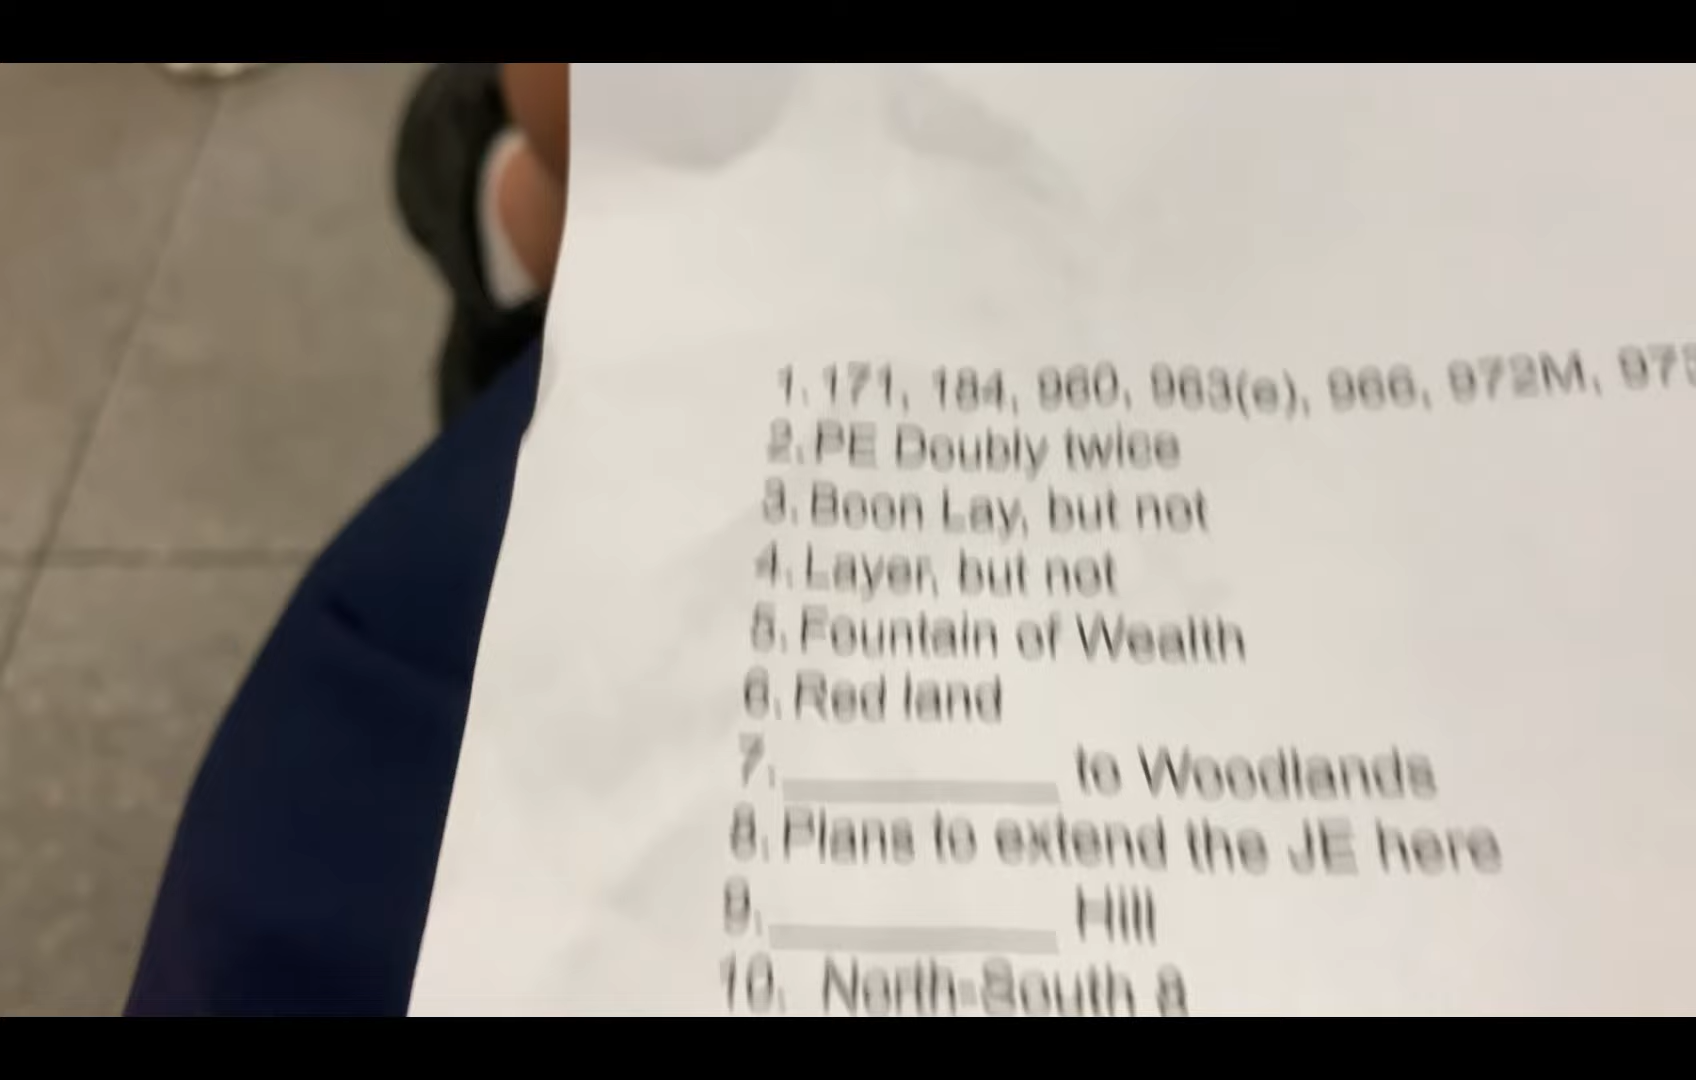 1. 171, 184, 960, 963(e), 966, 972M,
2. PE Doubly twice
3. Boon Lay, but not
4. Layer, but not
5. Fountain of Wealth
6. Red land
7. ________ to Woodlands
8. Plans to extend the JE here
9. ________ Hill
10. North-South